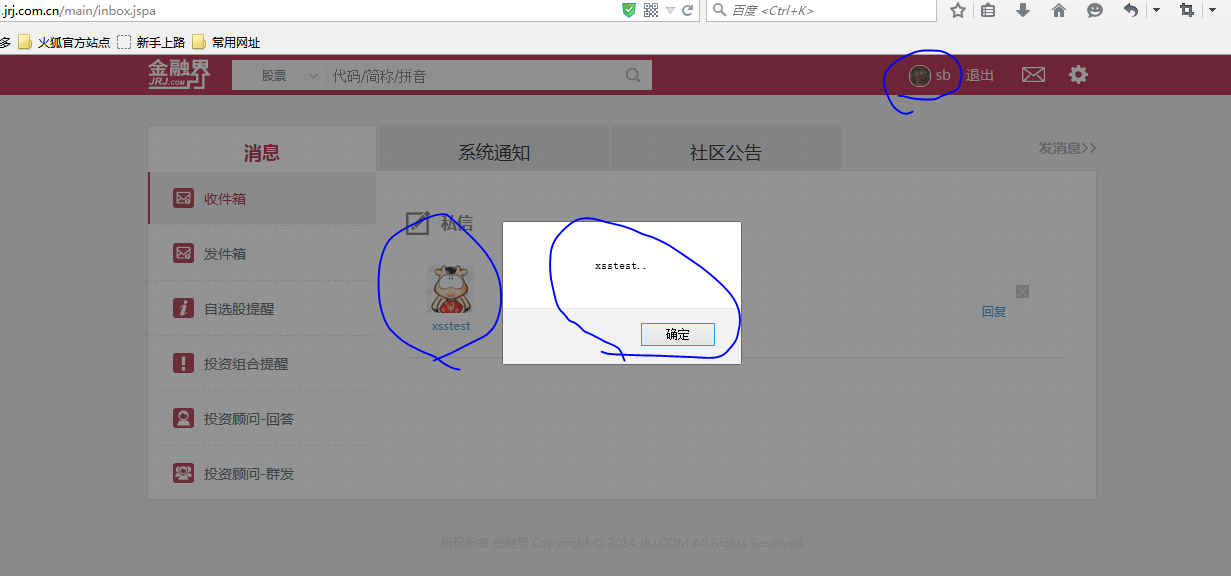 .jrj.com.cn/main/inbox.jspa
百度 <Ctrl+K>
多 火狐官方站点 新手上路 常用网址
金融界
JRJ.COM
股票
代码/简称/拼音
sb 退出
消息 系统通知 社区公告 发消息>>
收件箱
发件箱
自选股提醒
投资组合提醒
投资顾问-回答
投资顾问-群发
私信
xsstest
xsstest..
确定
回复
版权所有 金融界 Copyright © 2014 JRJ.COM All Rights Reserved